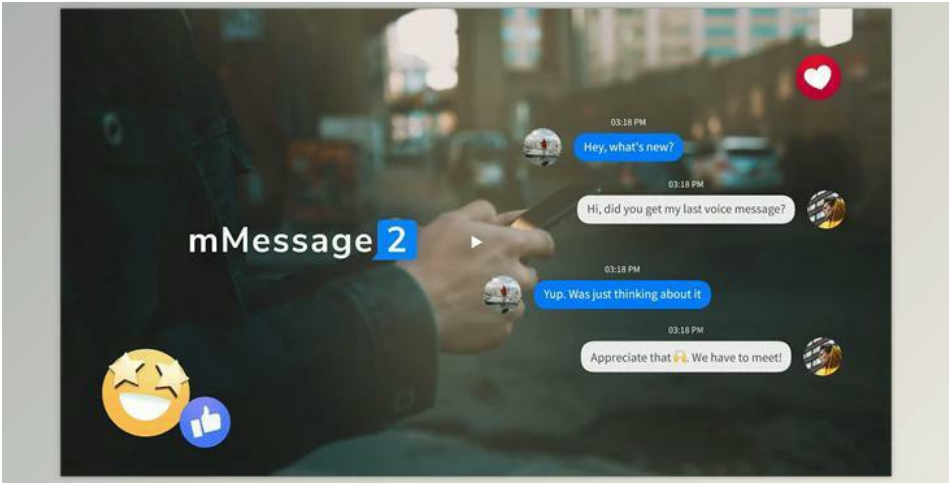 mMessage 2
03:18 PM
Hey, what's new?
03:18 PM
Hi, did you get my last voice message?
03:18 PM
Yup. Was just thinking about it
03:18 PM
Appreciate that 🙌. We have to meet!